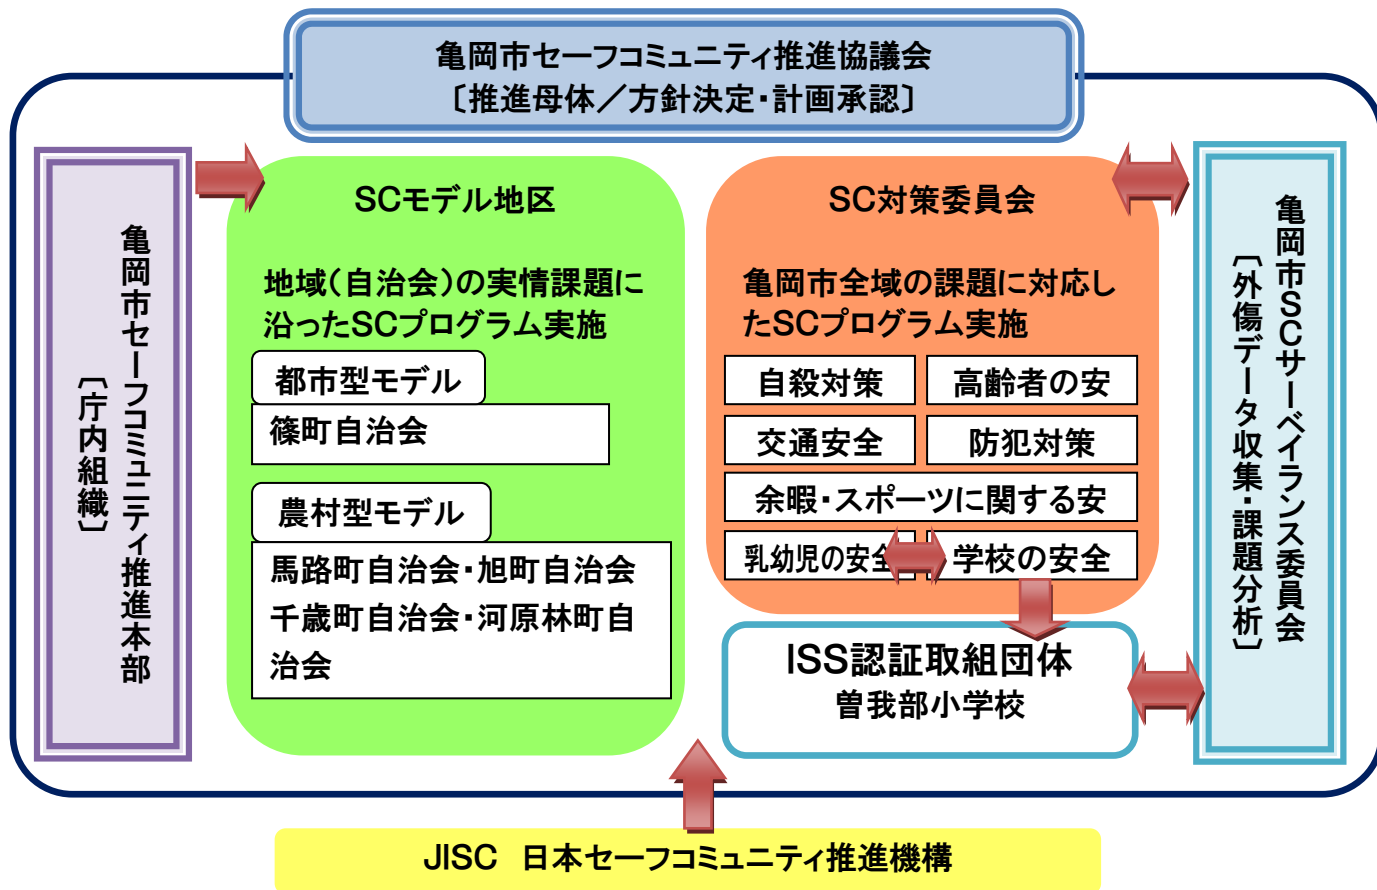 亀岡市セーフコミュニティ推進協議会
〔推進母体／方針決定・計画承認〕
亀岡市セーフコミュニティ推進本部
〔庁内組織〕
SCモデル地区
地域（自治会）の実情課題に
沿ったSCプログラム実施
都市型モデル
篠町自治会
農村型モデル
馬路町自治会・旭町自治会
千歳町自治会・河原林町自
治会
SC対策委員会
亀岡市全域の課題に対応し
たSCプログラム実施
自殺対策
高齢者の安
交通安全
防犯対策
余暇・スポーツに関する安
乳幼児の安全
学校の安全
ISS認証取組団体
曽我部小学校
亀岡市SCサーベイランス委員会
〔外傷データ収集・課題分析〕
JISC 日本セーフコミュニティ推進機構